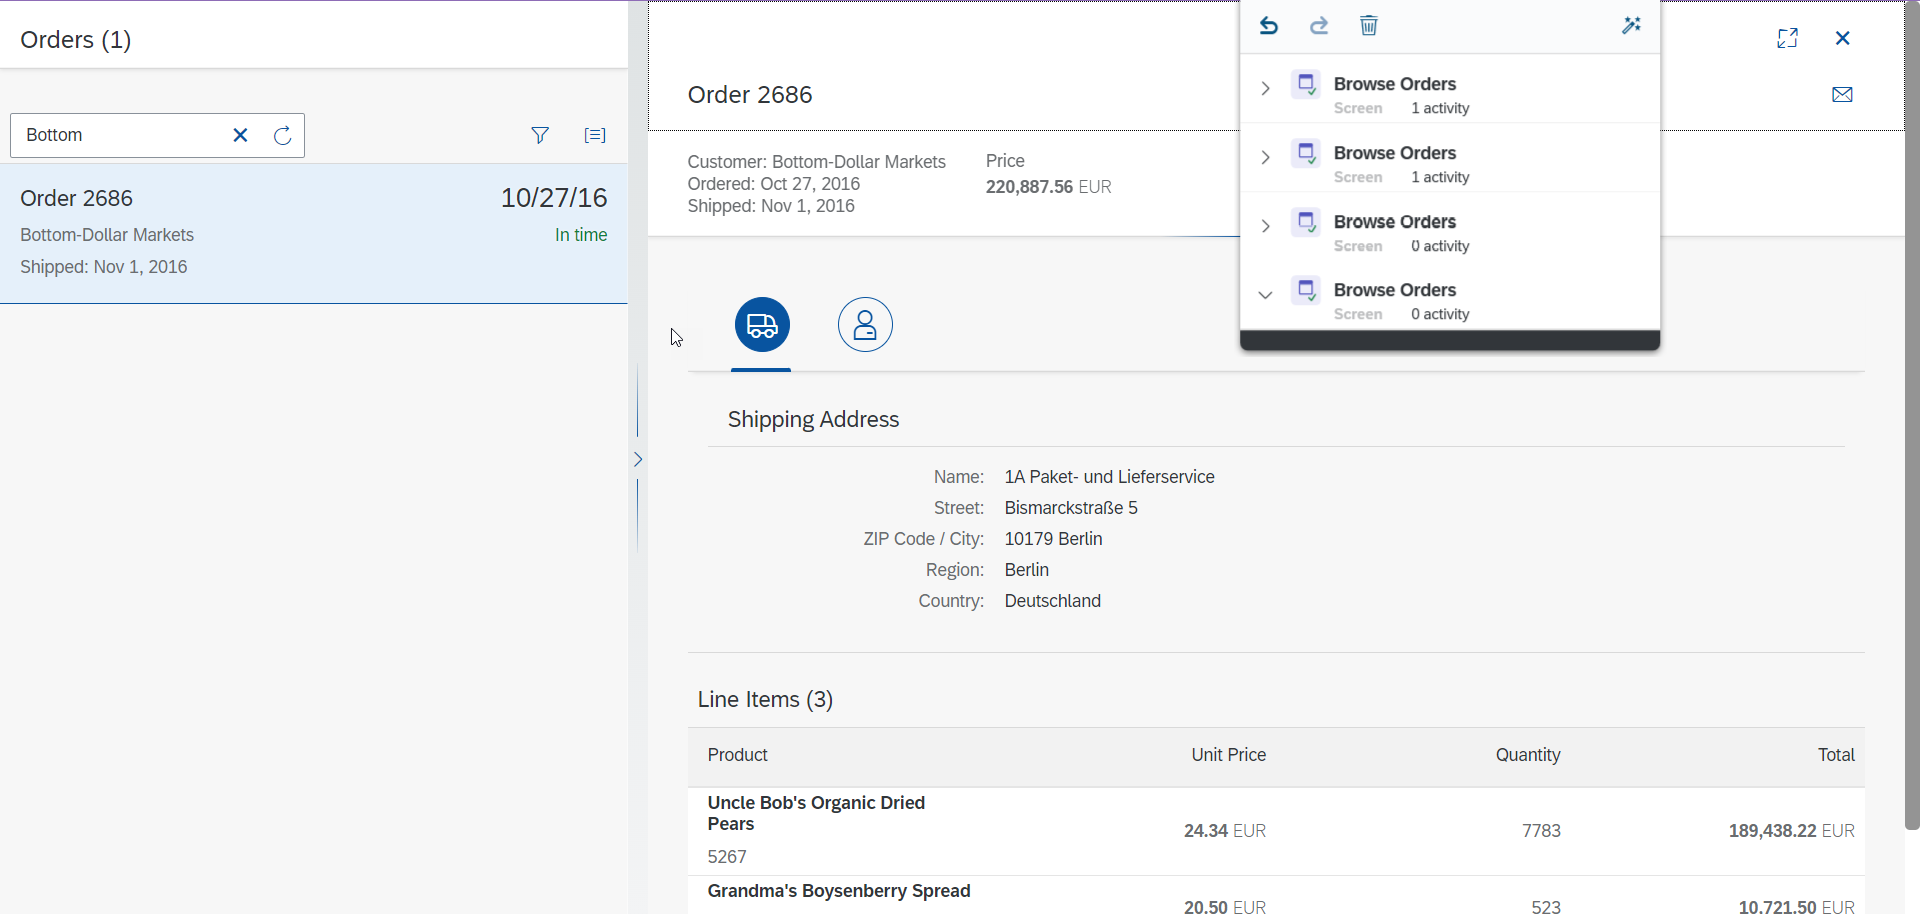 Orders (1)
Bottom
Order 2686
10/27/16
Bottom-Dollar Markets
In time
Shipped: Nov 1, 2016
Order 2686
Customer: Bottom-Dollar Markets
Ordered: Oct 27, 2016
Shipped: Nov 1, 2016
Price
220,887.56 EUR
Browse Orders
Screen 1 activity
Browse Orders
Screen 1 activity
Browse Orders
Screen 0 activity
Browse Orders
Screen 0 activity
Shipping Address
Name: 1A Paket- und Lieferservice
Street: Bismarckstraße 5
ZIP Code / City: 10179 Berlin
Region: Berlin
Country: Deutschland
Line Items (3)
Product Unit Price Quantity Total
Uncle Bob's Organic Dried
Pears
24.34 EUR 7783 189,438.22 EUR
5267
Grandma's Boysenberry Spread
20.50 EUR 523 10,721.50 EUR